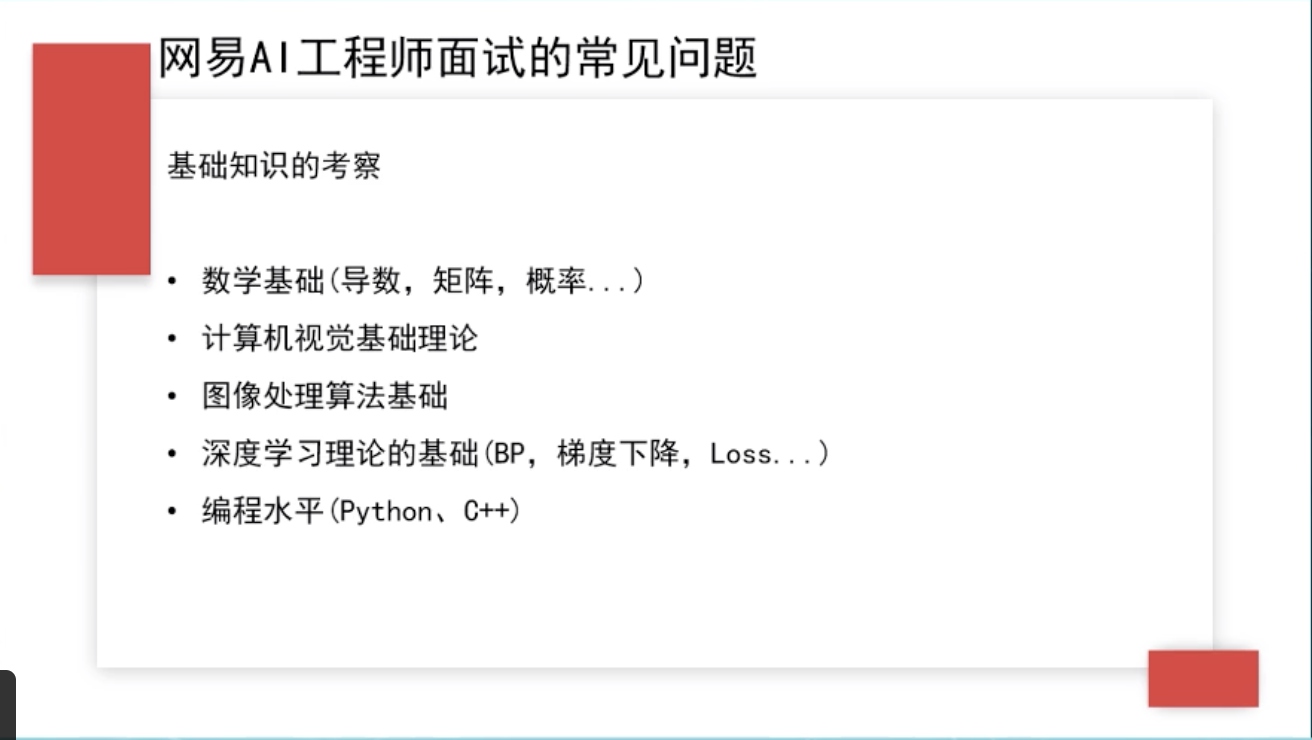 网易AI工程师面试的常见问题
基础知识的考察
• 数学基础(导数，矩阵，概率...)
• 计算机视觉基础理论
• 图像处理算法基础
• 深度学习理论的基础(BP，梯度下降，Loss...)
• 编程水平(Python、C++)